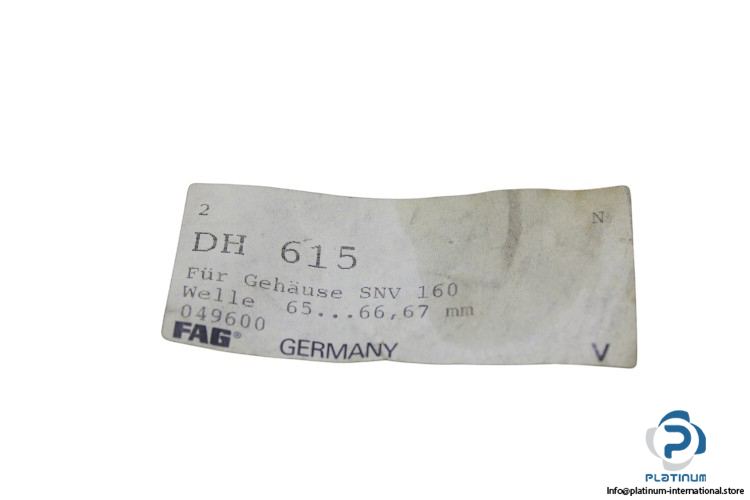 2 N
DH 615
Für Gehäuse SNV 160
Welle 65...66,67 mm
049600
FAG® GERMANY V
PLATINUM
Info@platinum-international.store